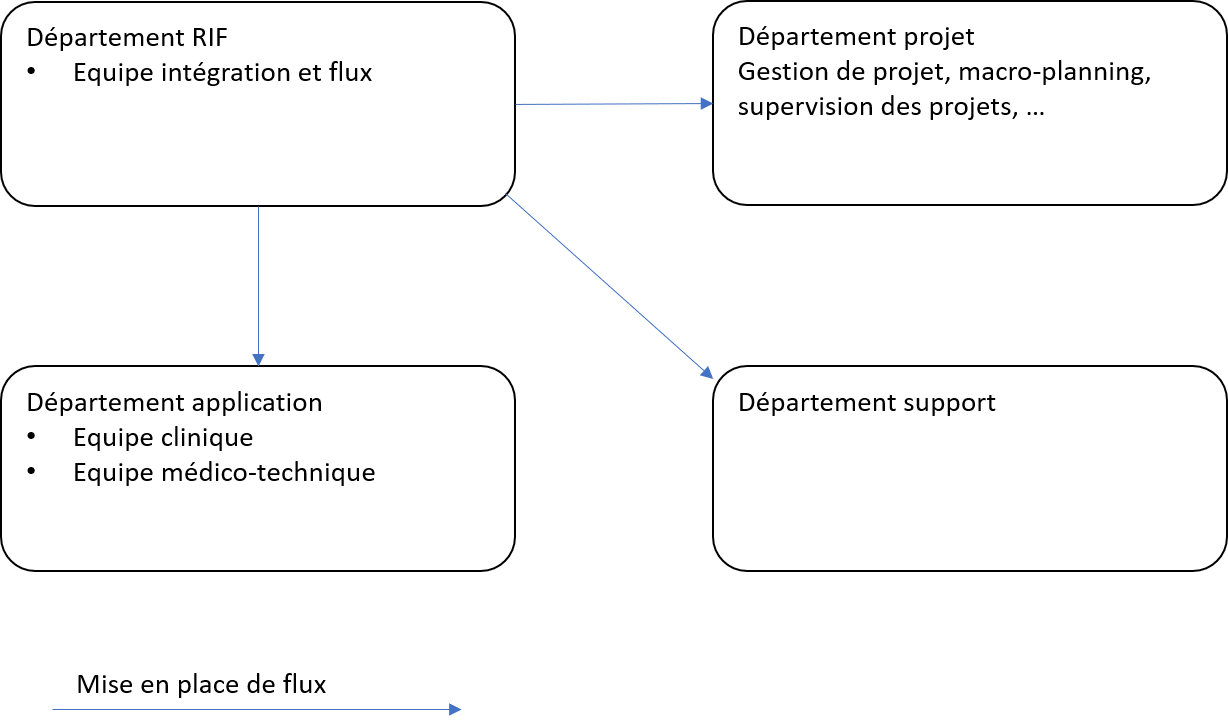 Département RIF
• Equipe intégration et flux
Département projet
Gestion de projet, macro-planning,
supervision des projets, …
Département application
• Equipe clinique
• Equipe médico-technique
Département support
Mise en place de flux